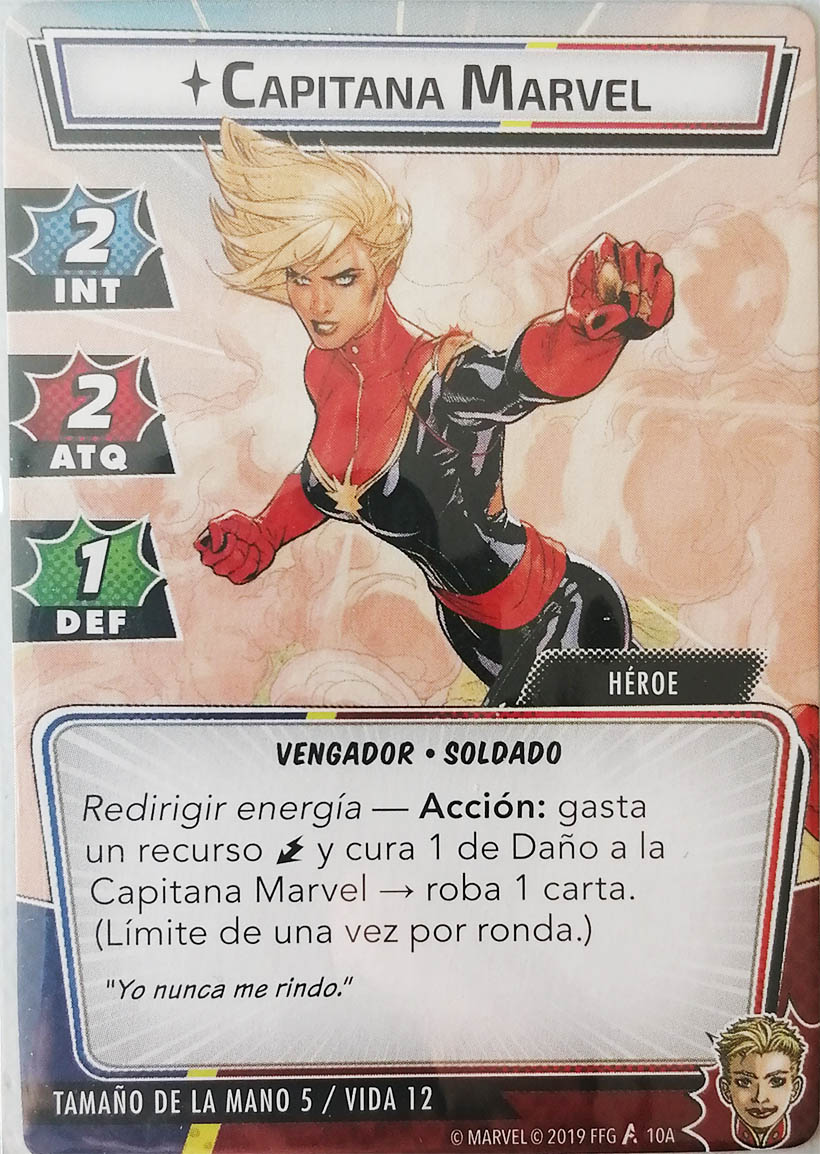 CAPITANA MARVEL
2
INT
2
ATQ
1
DEF
HÉROE
VENGADOR • SOLDADO
Redirigir energía — Acción: gasta
un recurso y cura 1 de Daño a la
Capitana Marvel → roba 1 carta.
(Límite de una vez por ronda.)
"Yo nunca me rindo."
TAMAÑO DE LA MANO 5 / VIDA 12
© MARVEL © 2019 FFG 10A